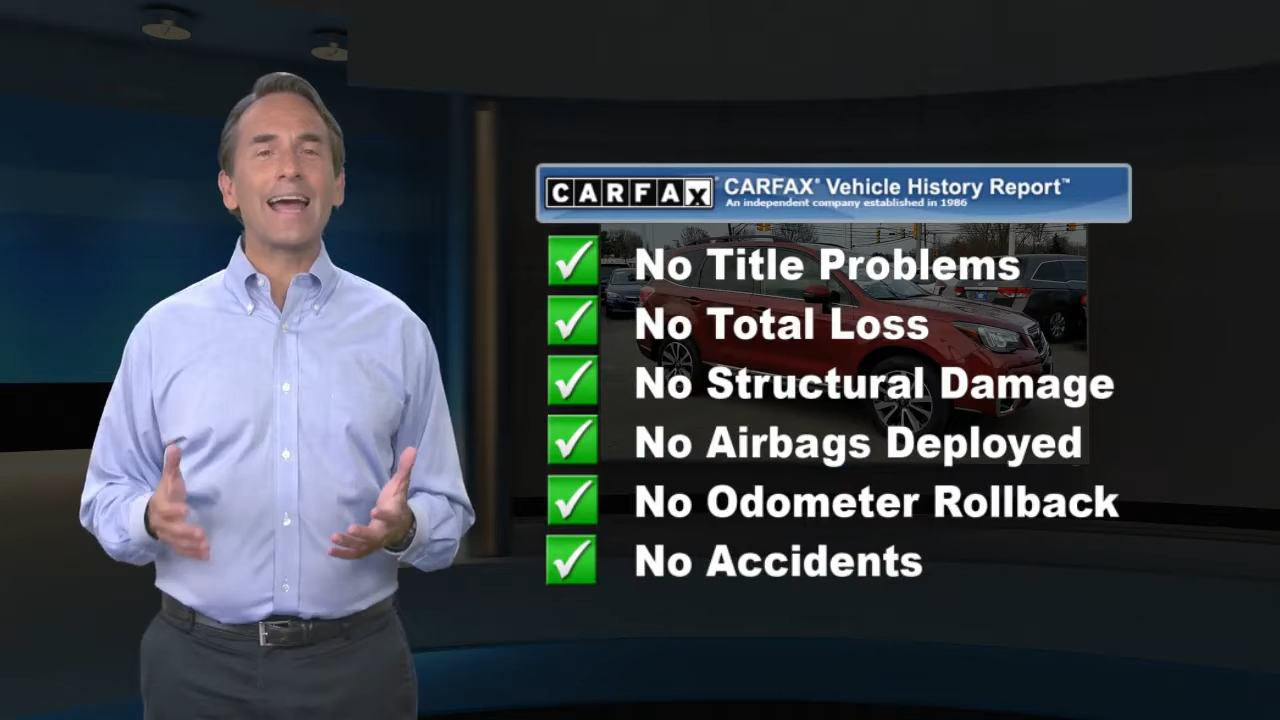 CARFAX® CARFAX® Vehicle History Report™
An independent company established in 1986
No Title Problems
No Total Loss
No Structural Damage
No Airbags Deployed
No Odometer Rollback
No Accidents